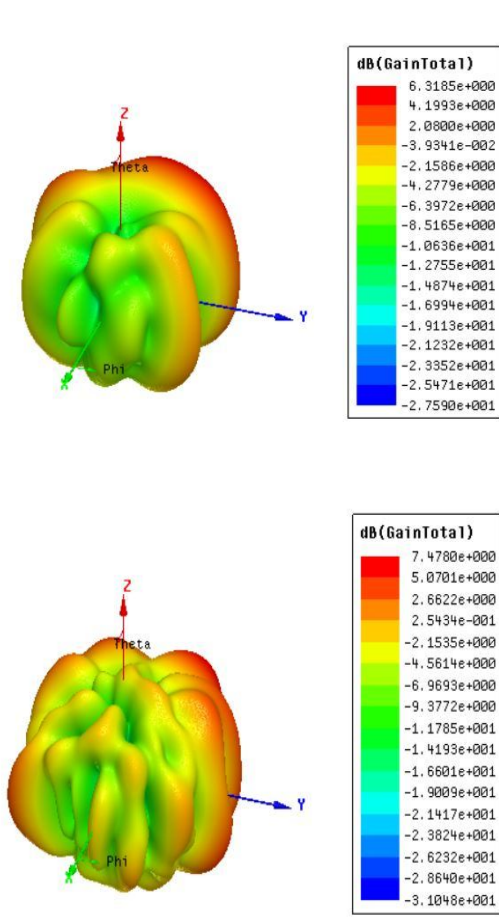 dB(GainTotal)
6.3185e+000
4.1993e+000
2.0800e+000
-3.9341e-002
-2.1586e+000
-4.2779e+000
-6.3972e+000
-8.5165e+000
-1.0636e+001
-1.2755e+001
-1.4874e+001
-1.6994e+001
-1.9113e+001
-2.1232e+001
-2.3352e+001
-2.5471e+001
-2.7590e+001
Z
Theta
Y
Phi
X
dB(GainTotal)
7.4780e+000
5.0701e+000
2.6622e+000
2.5434e-001
-2.1535e+000
-4.5614e+000
-6.9693e+000
-9.3772e+000
-1.1785e+001
-1.4193e+001
-1.6601e+001
-1.9009e+001
-2.1417e+001
-2.3824e+001
-2.6232e+001
-2.8640e+001
-3.1048e+001
Z
Theta
Y
Phi
X